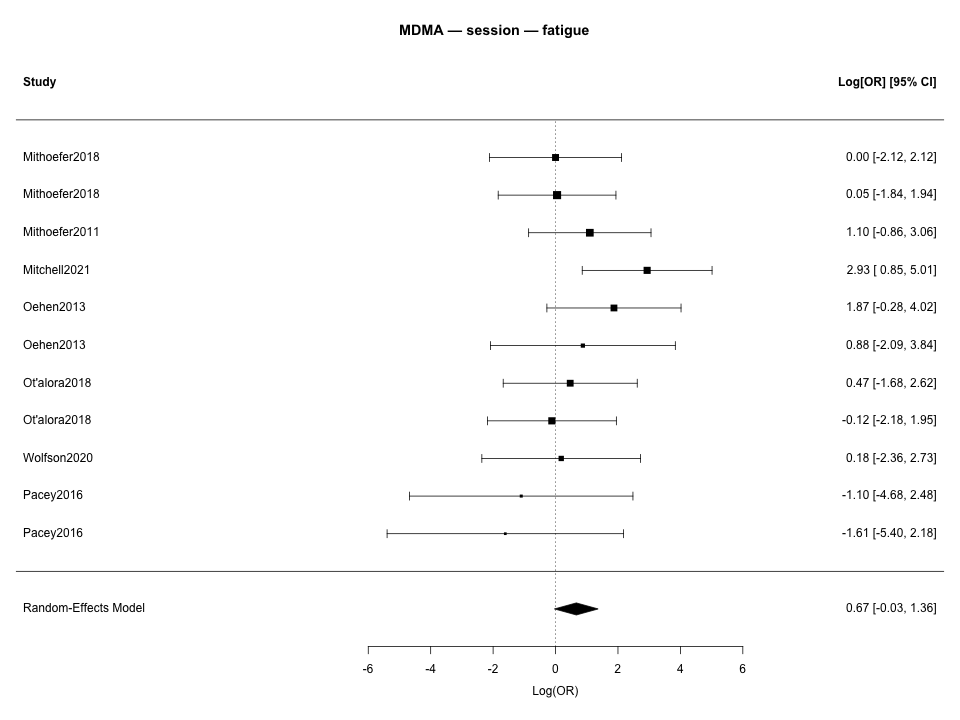 MDMA — session — fatigue
Study Log[OR] [95% CI]
Mithoefer2018 0.00 [-2.12, 2.12]
Mithoefer2018 0.05 [-1.84, 1.94]
Mithoefer2011 1.10 [-0.86, 3.06]
Mitchell2021 2.93 [ 0.85, 5.01]
Oehen2013 1.87 [-0.28, 4.02]
Oehen2013 0.88 [-2.09, 3.84]
Ot'alora2018 0.47 [-1.68, 2.62]
Ot'alora2018 -0.12 [-2.18, 1.95]
Wolfson2020 0.18 [-2.36, 2.73]
Pacey2016 -1.10 [-4.68, 2.48]
Pacey2016 -1.61 [-5.40, 2.18]
Random-Effects Model 0.67 [-0.03, 1.36]
-6 -4 -2 0 2 4 6
Log(OR)